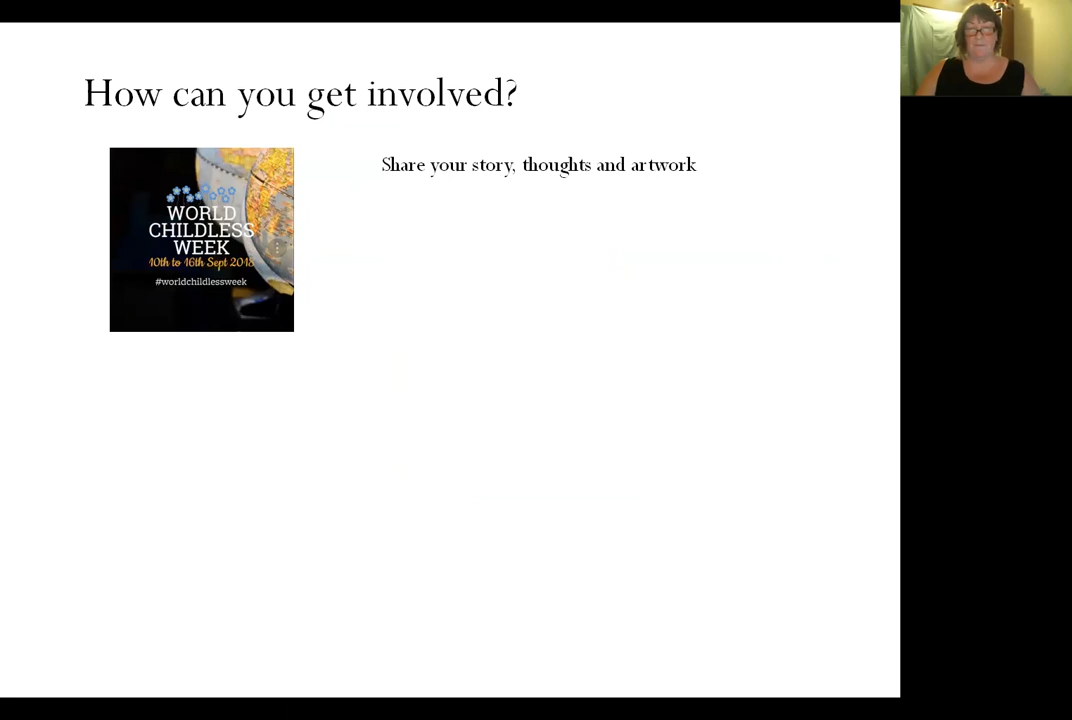 How can you get involved?
Share your story, thoughts and artwork
WORLD
CHILDLESS
WEEK
10th to 16th Sept 2018
#worldchildlessweek